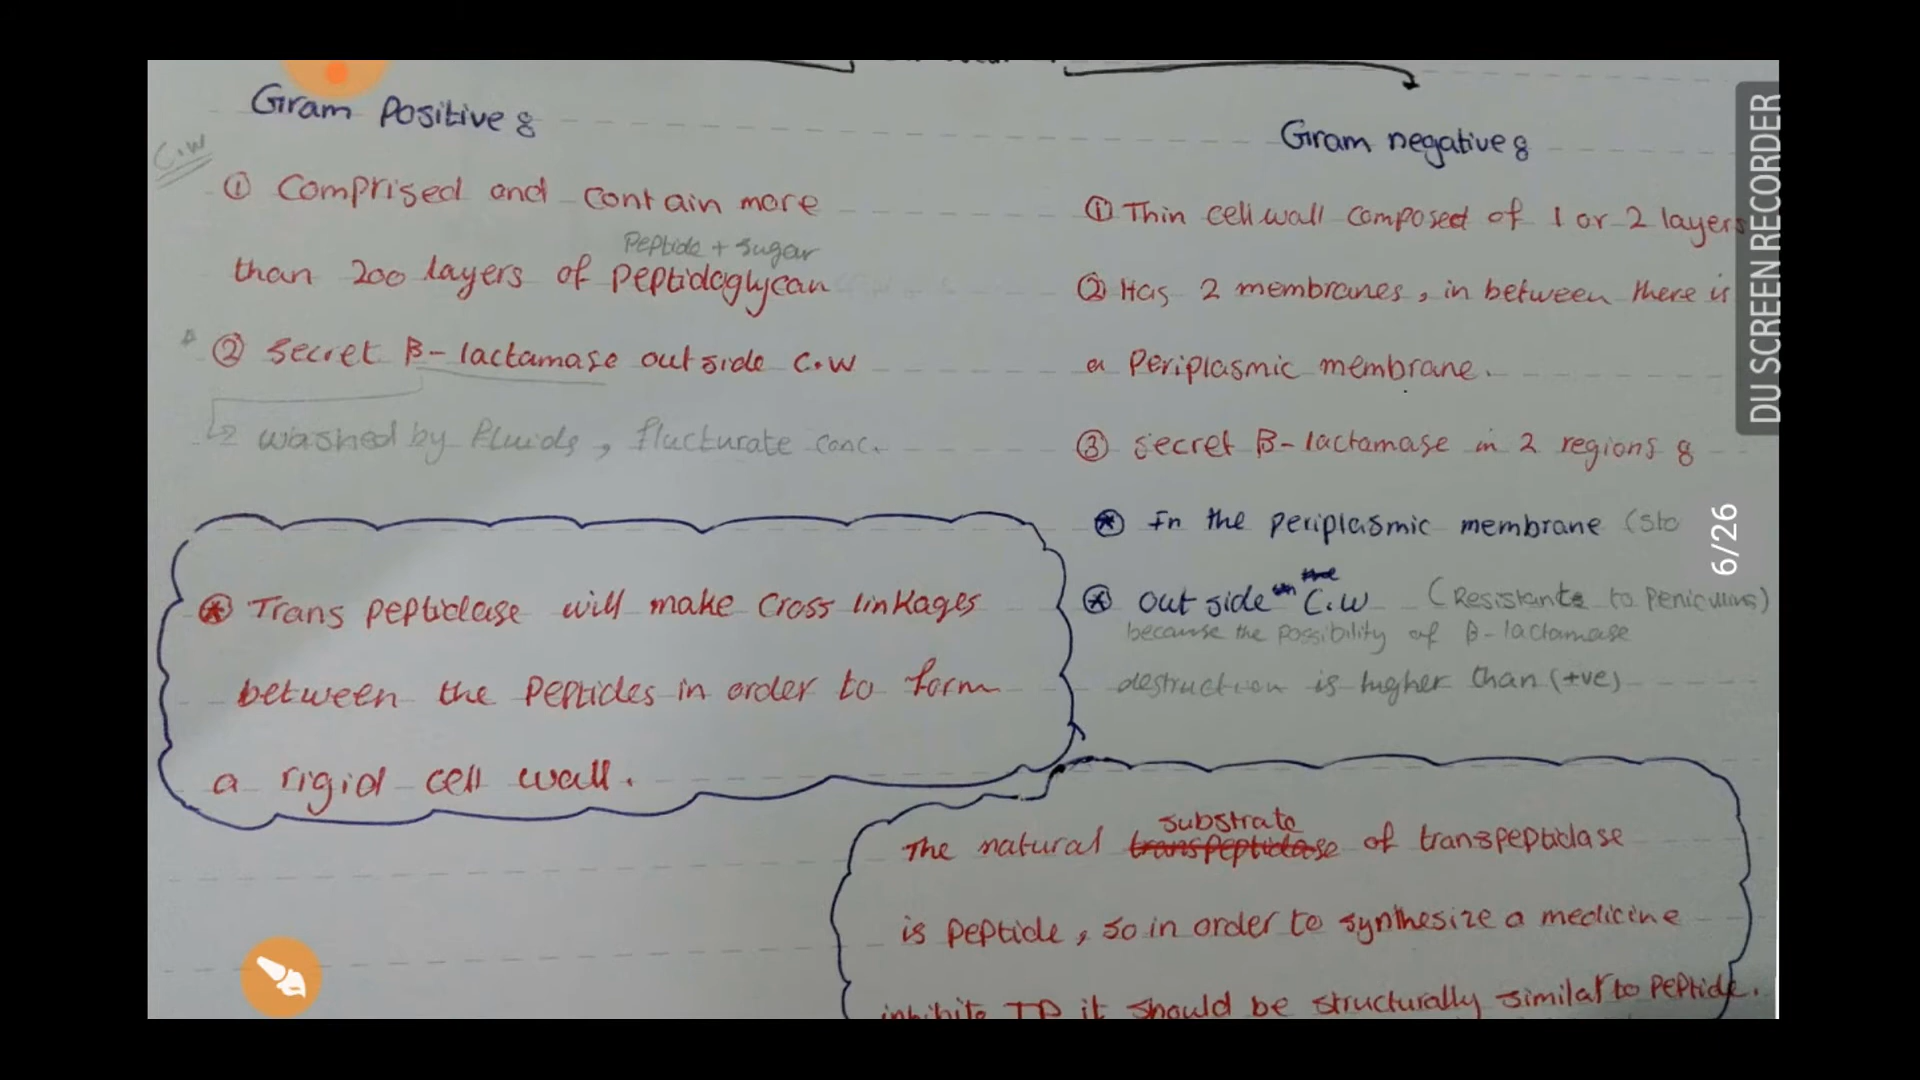 Gram Positive :
C.W
① Comprised and contain more
Peptide + sugar
than 200 layers of peptidoglycan
② Secret β- lactamase outside C.W
washed by fluids, flucturate conc.
Trans peptidase will make cross linkages
between the peptides in order to form
a rigid cell wall.
Gram negative :
① Thin cell wall composed of 1 or 2 layers
② Has 2 membranes, in between there is
a periplasmic membrane.
③ Secret β- lactamase in 2 regions :
In the periplasmic membrane (sto
the
out side C.W (Resistante to penicillins)
because the possibility of β- lactamase
destruction is higher than (+ve)
substrate
The natural transpeptidase of transpeptidase
is peptide, so in order to synthesize a medicine
inhibits TP it should be structurally similar to peptide.
DU SCREEN RECORDER
6/26